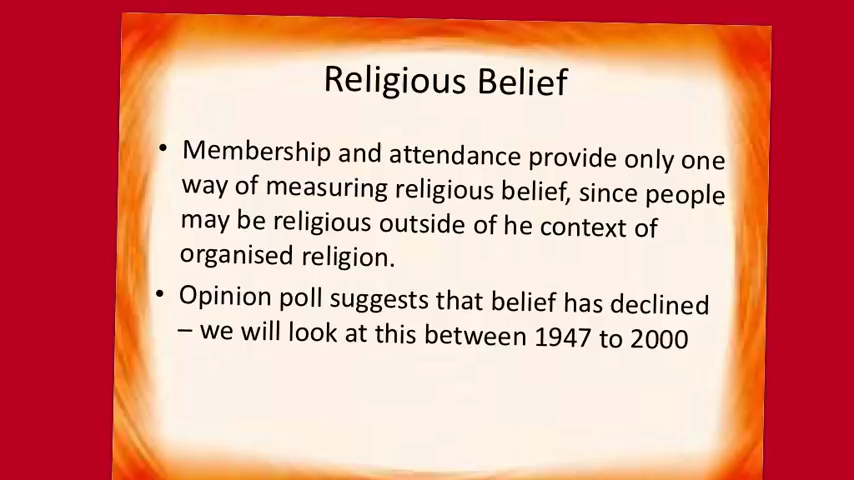 Religious Belief
• Membership and attendance provide only one
way of measuring religious belief, since people
may be religious outside of he context of
organised religion.
• Opinion poll suggests that belief has declined
– we will look at this between 1947 to 2000